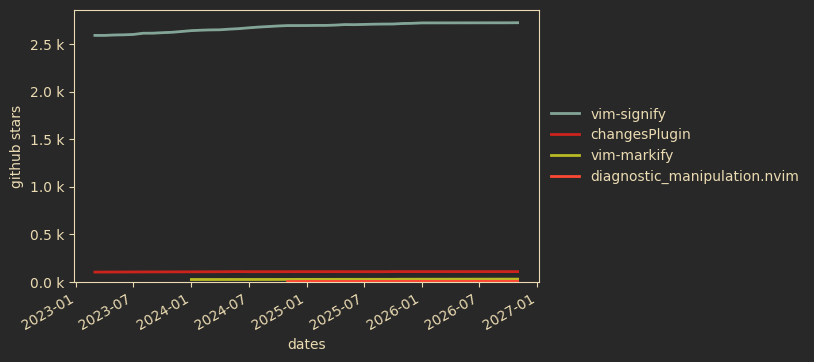 2.5 k
2.0 k
1.5 k
1.0 k
0.5 k
0.0 k
github stars
2023-01
2023-07
2024-01
2024-07
2025-01
2025-07
2026-01
2026-07
2027-01
dates
vim-signify
changesPlugin
vim-markify
diagnostic_manipulation.nvim